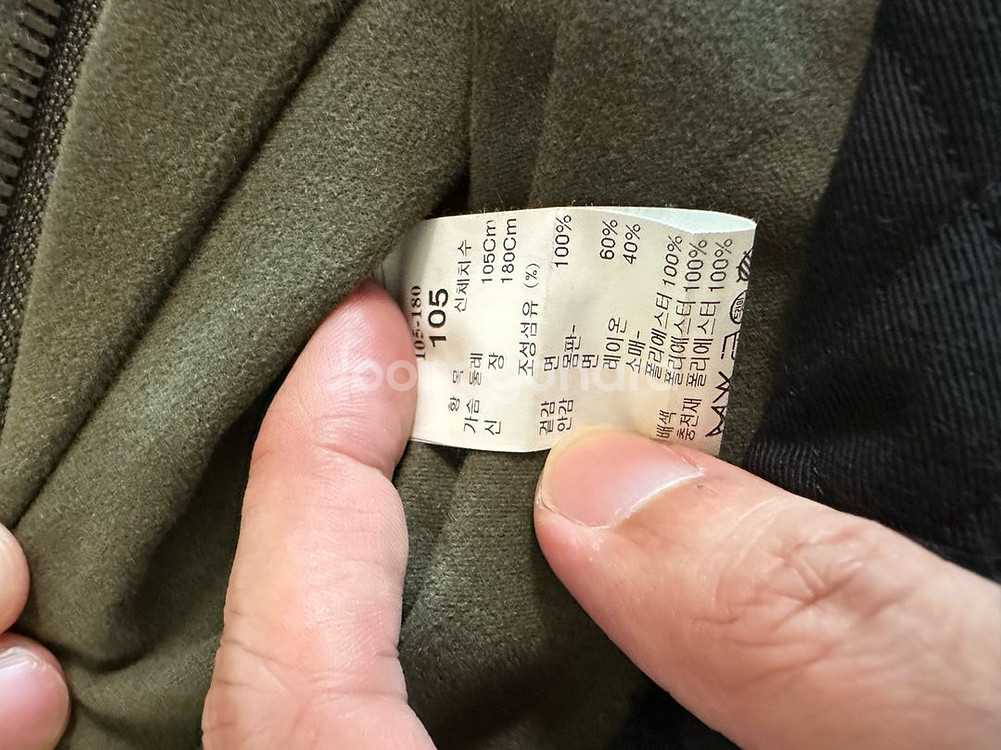 105-180
105
항 목 신체치수
가슴둘레 105Cm
신 장 180Cm
조성섬유 (%)
겉감 면 100%
안감 몸판-
면 60%
레이온 40%
소매-
폴리에스터 100%
배색 폴리에스터 100%
충전재 폴리에스터 100%